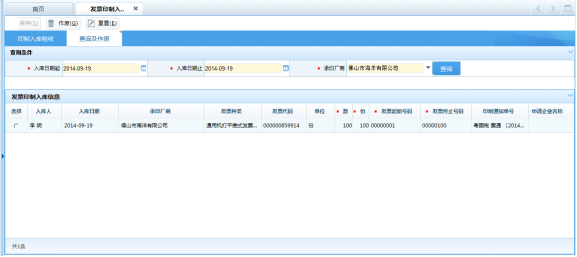 首页 发票印制入.. ×
保存(S) 作废(G) 重置(E)
印制入库验收 查询及作废
查询条件
* 入库日期起 2014-09-19 * 入库日期止 2014-09-19 * 承印厂商 佛山市海洋有限公司 查询
发票印制入库信息
选择 入库人 入库日期 承印厂商 发票种类 发票代码 单位 * 数 * 份 * 发票起始号码 * 发票终止号码 印制通知单号 申请企业名称
李明 2014-09-19 佛山市海洋有限公司 通用机打平推式发票... 000000859914 份 100 100 00000001 00000100 粤国税 票通 [2014...
共1条